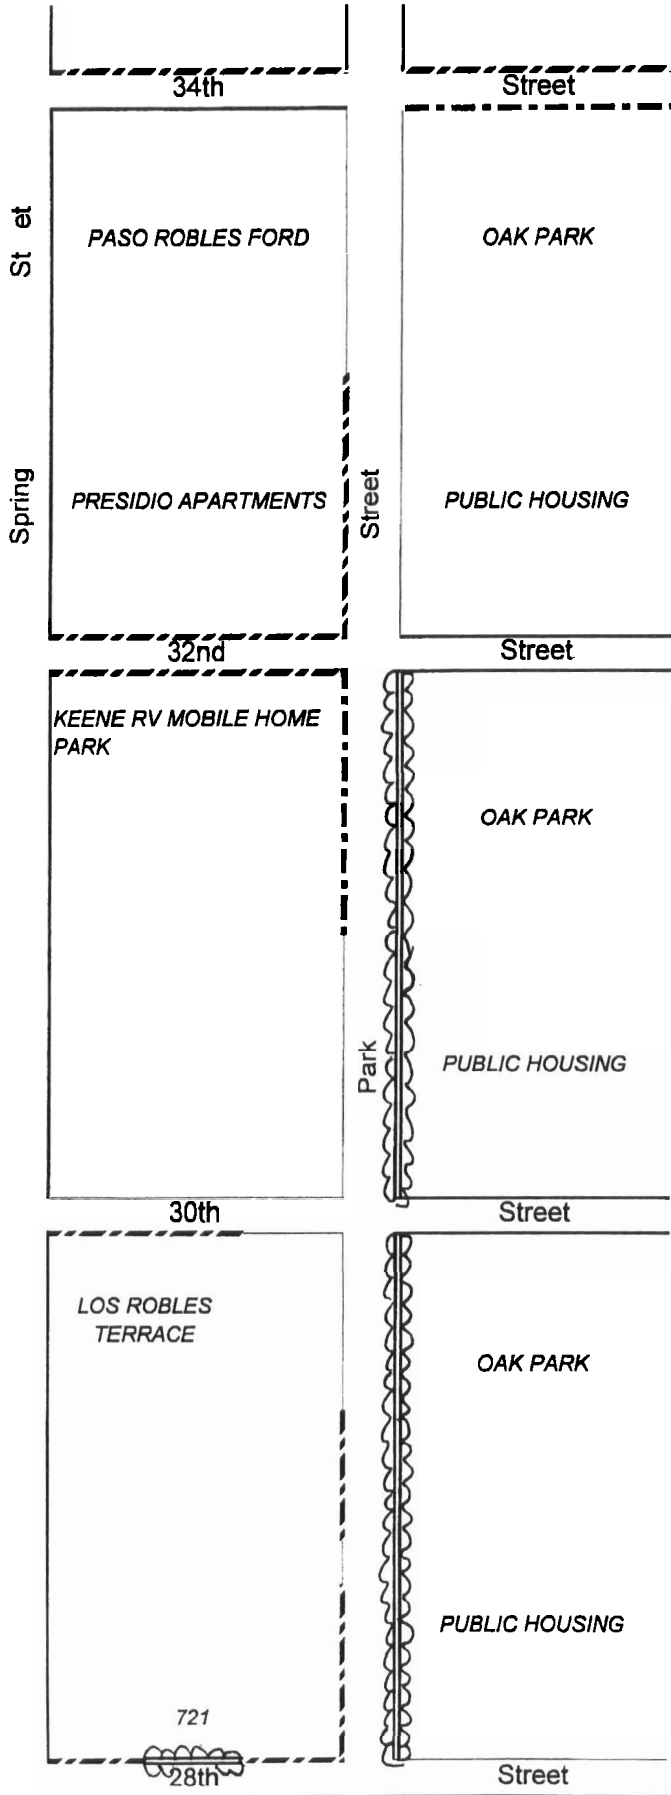 34th Street
St et
PASO ROBLES FORD
OAK PARK
Spring
PRESIDIO APARTMENTS
Street
PUBLIC HOUSING
32nd Street
KEENE RV MOBILE HOME
PARK
OAK PARK
Park
PUBLIC HOUSING
30th Street
LOS ROBLES
TERRACE
OAK PARK
PUBLIC HOUSING
721
28th Street